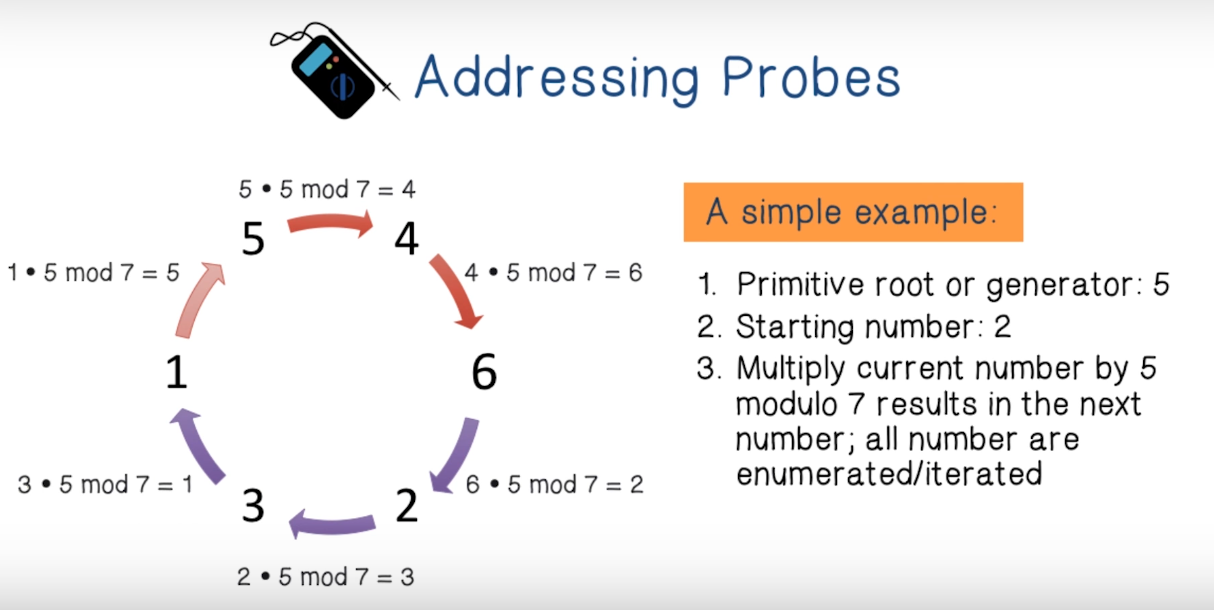 Addressing Probes
5 • 5 mod 7 = 4
5
4
1 • 5 mod 7 = 5
4 • 5 mod 7 = 6
1
6
3 • 5 mod 7 = 1
6 • 5 mod 7 = 2
3
2
2 • 5 mod 7 = 3
A simple example:
1. Primitive root or generator: 5
2. Starting number: 2
3. Multiply current number by 5
modulo 7 results in the next
number; all number are
enumerated/iterated